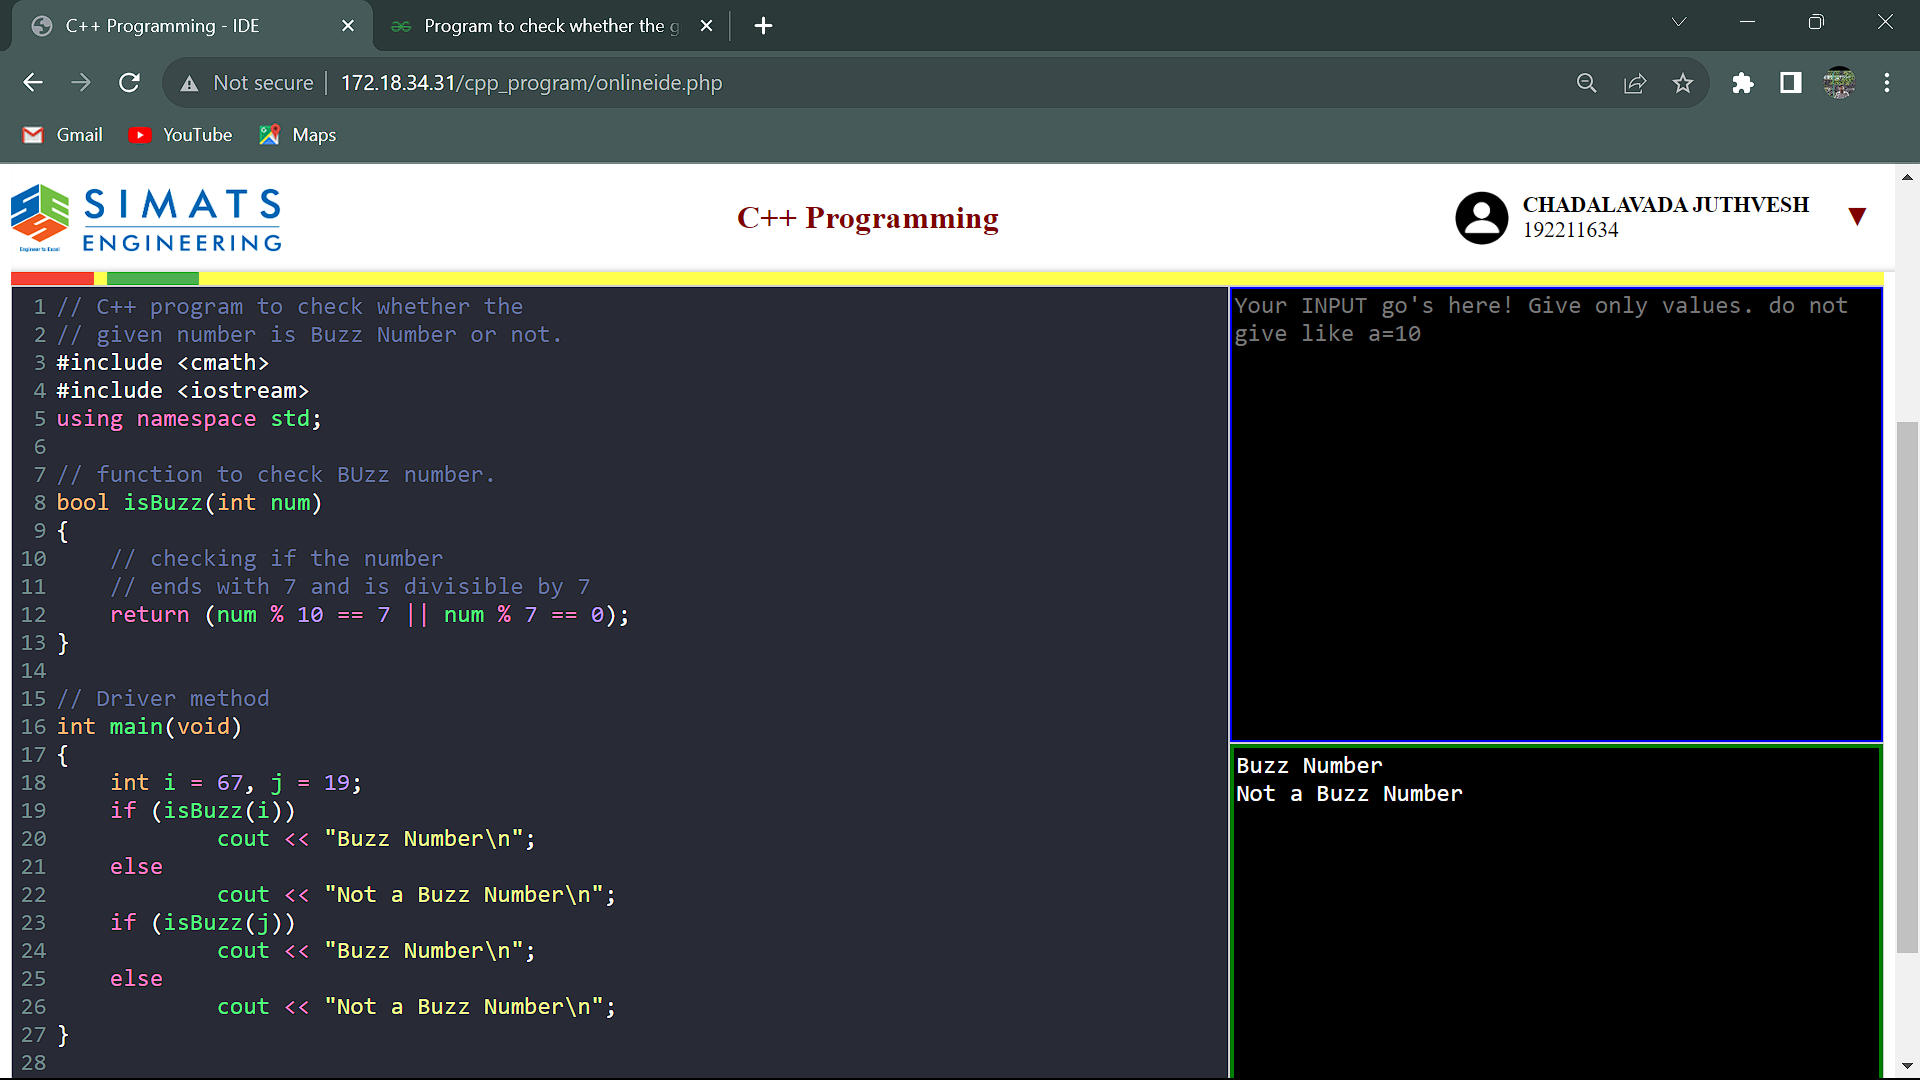 C++ Programming - IDE
Program to check whether the g
Not secure
172.18.34.31/cpp_program/onlineide.php
Gmail
YouTube
Maps
SIMATS
ENGINEERING
Engineer to Excel
C++ Programming
CHADALAVADA JUTHVESH
192211634
1 // C++ program to check whether the
2 // given number is Buzz Number or not.
3 #include <cmath>
4 #include <iostream>
5 using namespace std;
6
7 // function to check BUzz number.
8 bool isBuzz(int num)
9 {
10     // checking if the number
11     // ends with 7 and is divisible by 7
12     return (num % 10 == 7 || num % 7 == 0);
13 }
14
15 // Driver method
16 int main(void)
17 {
18     int i = 67, j = 19;
19     if (isBuzz(i))
20             cout << "Buzz Number\n";
21     else
22             cout << "Not a Buzz Number\n";
23     if (isBuzz(j))
24             cout << "Buzz Number\n";
25     else
26             cout << "Not a Buzz Number\n";
27 }
28
Your INPUT go's here! Give only values. do not
give like a=10
Buzz Number
Not a Buzz Number